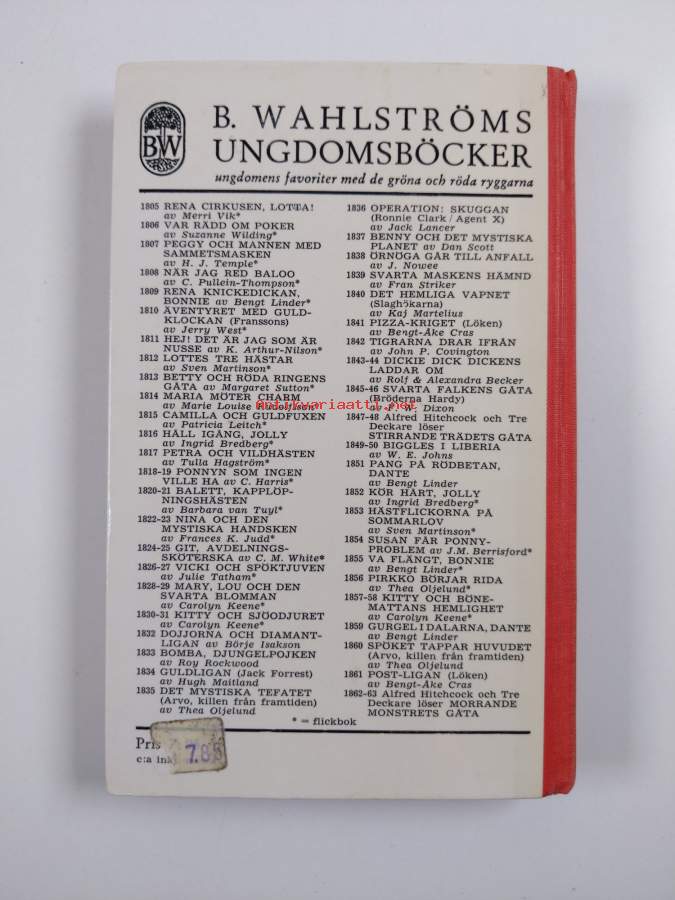 BW
B. WAHLSTRÖMS
UNGDOMSBÖCKER
ungdomens favoriter med de gröna och röda ryggarna
1805 RENA CIRKUSEN, LOTTA!
av Merri Vik*
1806 VAR RÄDD OM POKER
av Suzanne Wilding*
1807 PEGGY OCH MANNEN MED
SAMMETSMASKEN
av H. J. Temple*
1808 NÄR JAG RED BALOO
av C. Pullein-Thompson*
1809 RENA KNICKEDICKAN,
BONNIE av Bengt Linder*
1810 ÄVENTYRET MED GULD-
KLOCKAN (Franssons)
av Jerry West*
1811 HEJ! DET ÄR JAG SOM ÄR
NUSSE av K. Arthur-Nilson*
1812 LOTTES TRE HÄSTAR
av Sven Martinson*
1813 BETTY OCH RÖDA RINGENS
GÅTA av Margaret Sutton*
1814 MARIA MÖTER CHARM
av Marie Louise Rudolfsson*
1815 CAMILLA OCH GULDFUXEN
av Patricia Leitch*
1816 HÅLL IGÅNG, JOLLY
av Ingrid Bredberg*
1817 PETRA OCH VILDHÄSTEN
av Tulla Hagström*
1818-19 PONNYN SOM INGEN
VILLE HA av C. Harris*
1820-21 BALETT, KAPPLÖP-
NINGSHÄSTEN
av Barbara van Tuyl*
1822-23 NINA OCH DEN
MYSTISKA HANDSKEN
av Frances K. Judd*
1824-25 GIT, AVDELNINGS-
SKÖTERSKA av C. M. White*
1826-27 VICKI OCH SPÖKTJUVEN
av Julie Tatham*
1828-29 MARY, LOU OCH DEN
SVARTA BLOMMAN
av Carolyn Keene*
1830-31 KITTY OCH SJÖODJURET
av Carolyn Keene*
1832 DOJJORNA OCH DIAMANT-
LIGAN av Börje Isakson
1833 BOMBA, DJUNGELPOJKEN
av Roy Rockwood
1834 GULDLIGAN (Jack Forrest)
av Hugh Maitland
1835 DET MYSTISKA TEFATET
(Arvo, killen från framtiden)
av Thea Oljelund
1836 OPERATION: SKUGGAN
(Ronnie Clark / Agent X)
av Jack Lancer
1837 BENNY OCH DET MYSTISKA
PLANET av Dan Scott
1838 ÖRNÖGA GÅR TILL ANFALL
av J. Nowee
1839 SVARTA MASKENS HÄMND
av Fran Striker
1840 DET HEMLIGA VAPNET
(Slaghökarna)
av Kaj Martelius
1841 PIZZA-KRIGET (Löken)
av Bengt-Åke Cras
1842 TIGRARNA DRAR IFRÅN
av John P. Covington
1843-44 DICKIE DICK DICKENS
LADDAR OM
av Rolf & Alexandra Becker
1845-46 SVARTA FALKENS GÅTA
(Bröderna Hardy)
av F. W. Dixon
1847-48 Alfred Hitchcock och Tre
Deckare löser
STIRRANDE TRÄDETS GÅTA
1849-50 BIGGLES I LIBERIA
av W. E. Johns
1851 PANG PÅ RÖDBETAN,
DANTE
av Bengt Linder
1852 KÖR HÅRT, JOLLY
av Ingrid Bredberg*
1853 HÄSTFLICKORNA PÅ
SOMMARLOV
av Sven Martinson*
1854 SUSAN FÅR PONNY-
PROBLEM av J.M. Berrisford*
1855 VA FLÄNGT, BONNIE
av Bengt Linder*
1856 PIRKKO BÖRJAR RIDA
av Thea Oljelund*
1857-58 KITTY OCH BÖNE-
MATTANS HEMLIGHET
av Carolyn Keene*
1859 GURGEL I DALARNA, DANTE
av Bengt Linder
1860 SPÖKET TAPPAR HUVUDET
(Arvo, killen från framtiden)
av Thea Oljelund
1861 POST-LIGAN (Löken)
av Bengt-Åke Cras
1862-63 Alfred Hitchcock och Tre
Deckare löser MORRANDE
MONSTRETS GÅTA
* = flickbok
Pris
7.85
c:a
antikvariaatti.net